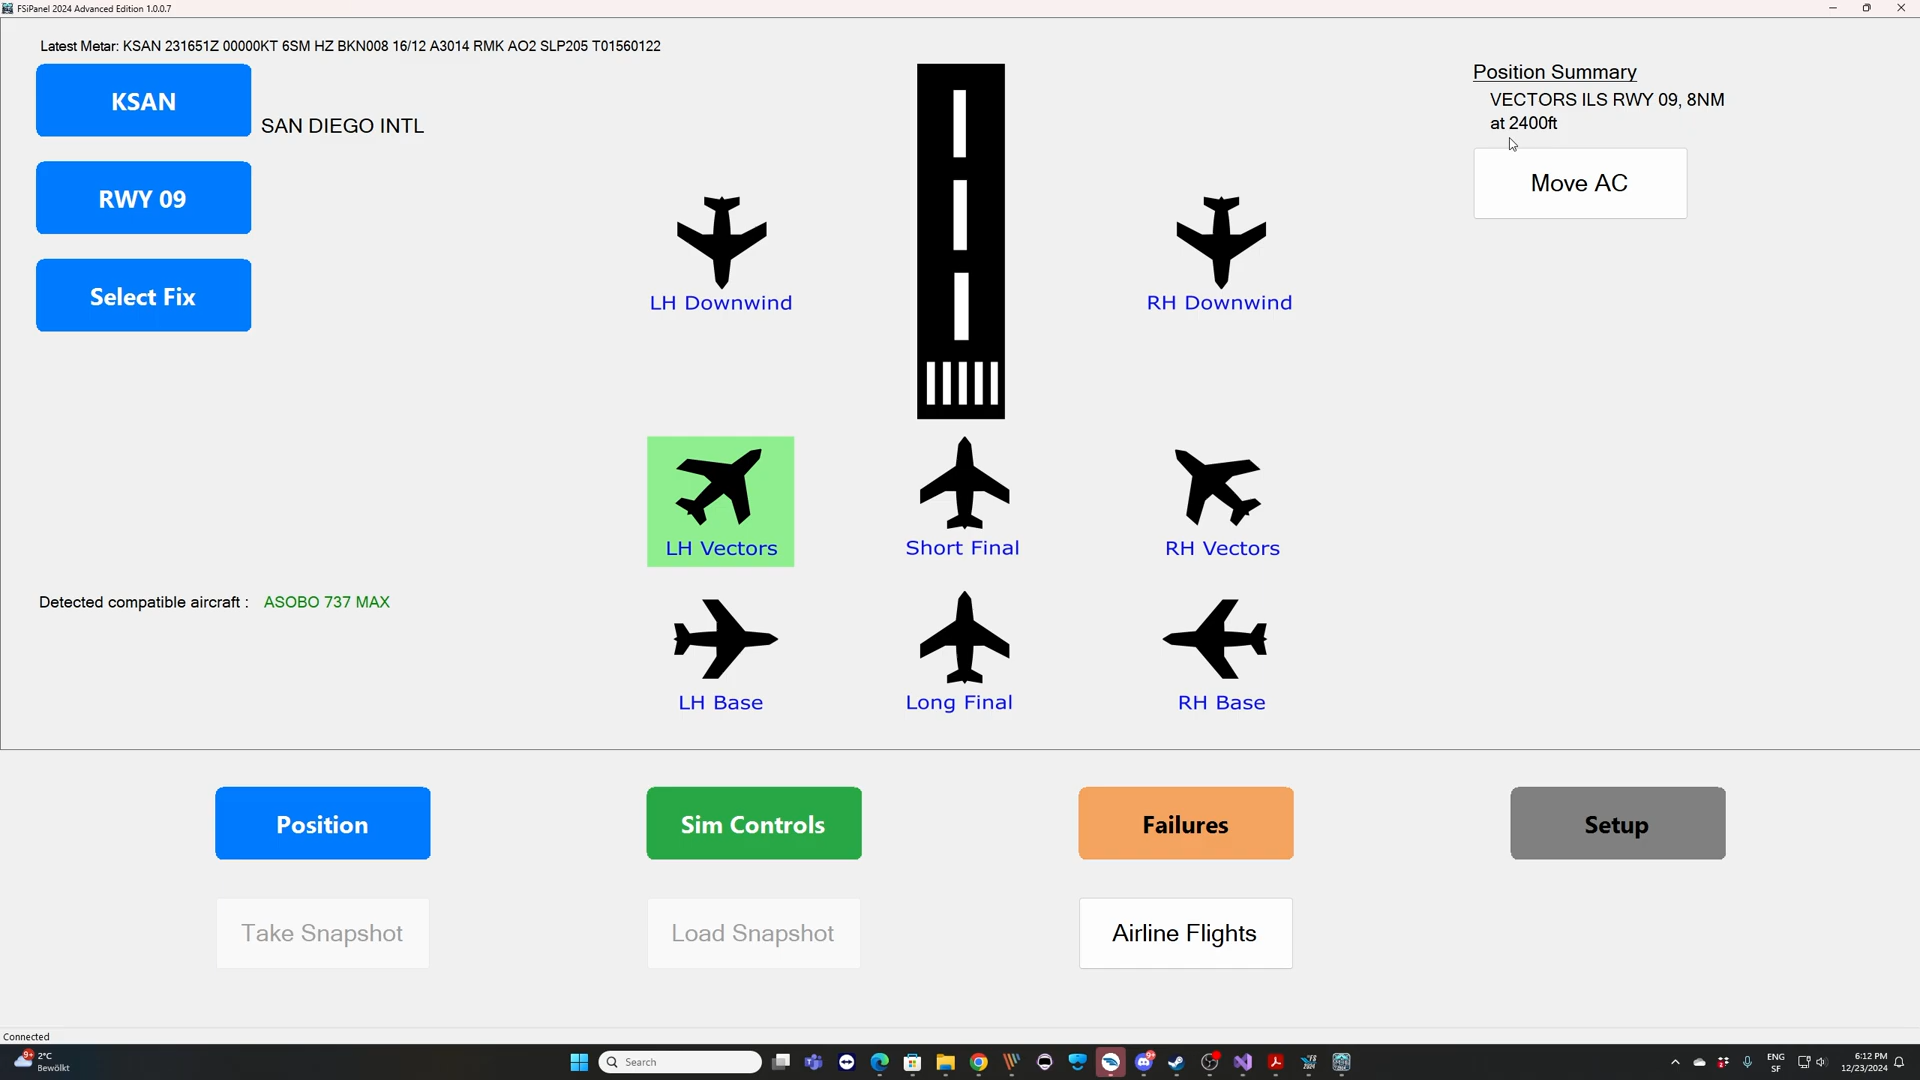 FSiPanel 2024 Advanced Edition 1.0.0.7
Latest Metar: KSAN 231651Z 00000KT 6SM HZ BKN008 16/12 A3014 RMK AO2 SLP205 T01560122
KSAN
SAN DIEGO INTL
RWY 09
Select Fix
Position Summary
VECTORS ILS RWY 09, 8NM
at 2400ft
Move AC
LH Downwind
RH Downwind
LH Vectors
Short Final
RH Vectors
Detected compatible aircraft : ASOBO 737 MAX
LH Base
Long Final
RH Base
Position
Sim Controls
Failures
Setup
Take Snapshot
Load Snapshot
Airline Flights
Connected
9+
2°C
Bewölkt
Search
9+
ENG
SF
6:12 PM
12/23/2024